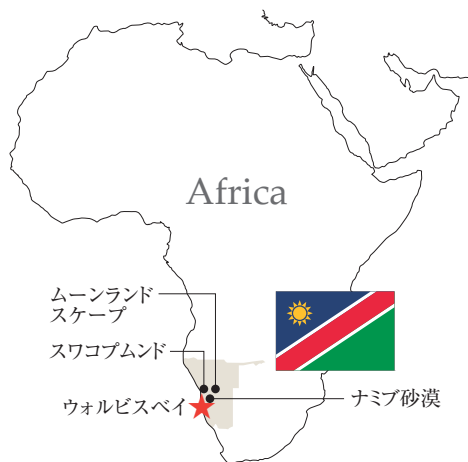 Africa
ムーンランド
スケープ
スワコプムンド
ウォルビスベイ
ナミブ砂漠